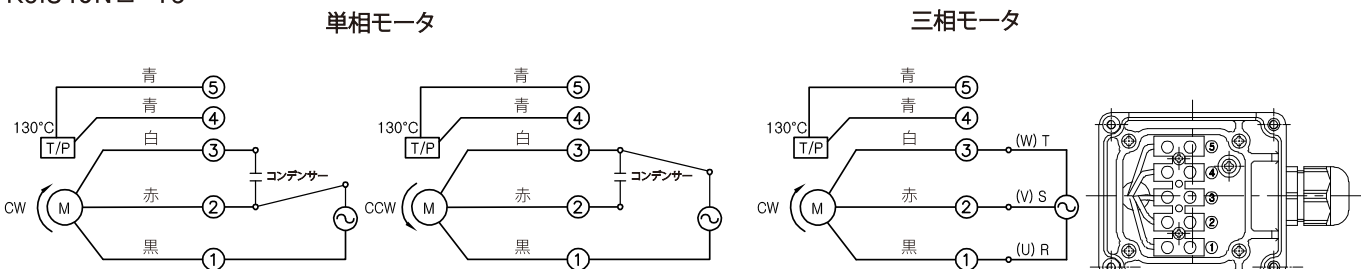 単相モータ
三相モータ
青 ⑤
青 ④
130°C
T/P
白 ③
コンデンサー
CW
M
赤 ②
黒 ①
青 ⑤
青 ④
130°C
T/P
白 ③
コンデンサー
CCW
M
赤 ②
黒 ①
青 ⑤
青 ④
130°C
T/P
白 ③ (W) T
CW
M
赤 ② (V) S
黒 ① (U) R
⑤
④
③
②
①